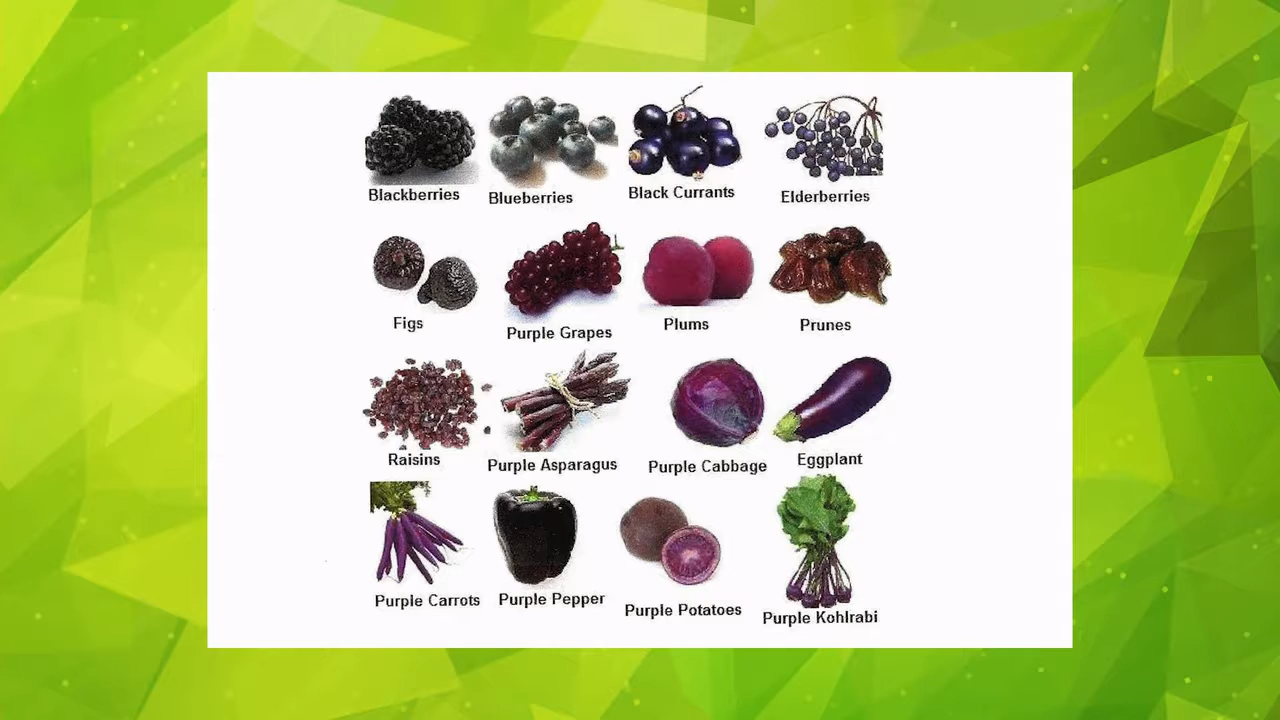 Blackberries
Blueberries
Black Currants
Elderberries
Figs
Purple Grapes
Plums
Prunes
Raisins
Purple Asparagus
Purple Cabbage
Eggplant
Purple Carrots
Purple Pepper
Purple Potatoes
Purple Kohlrabi